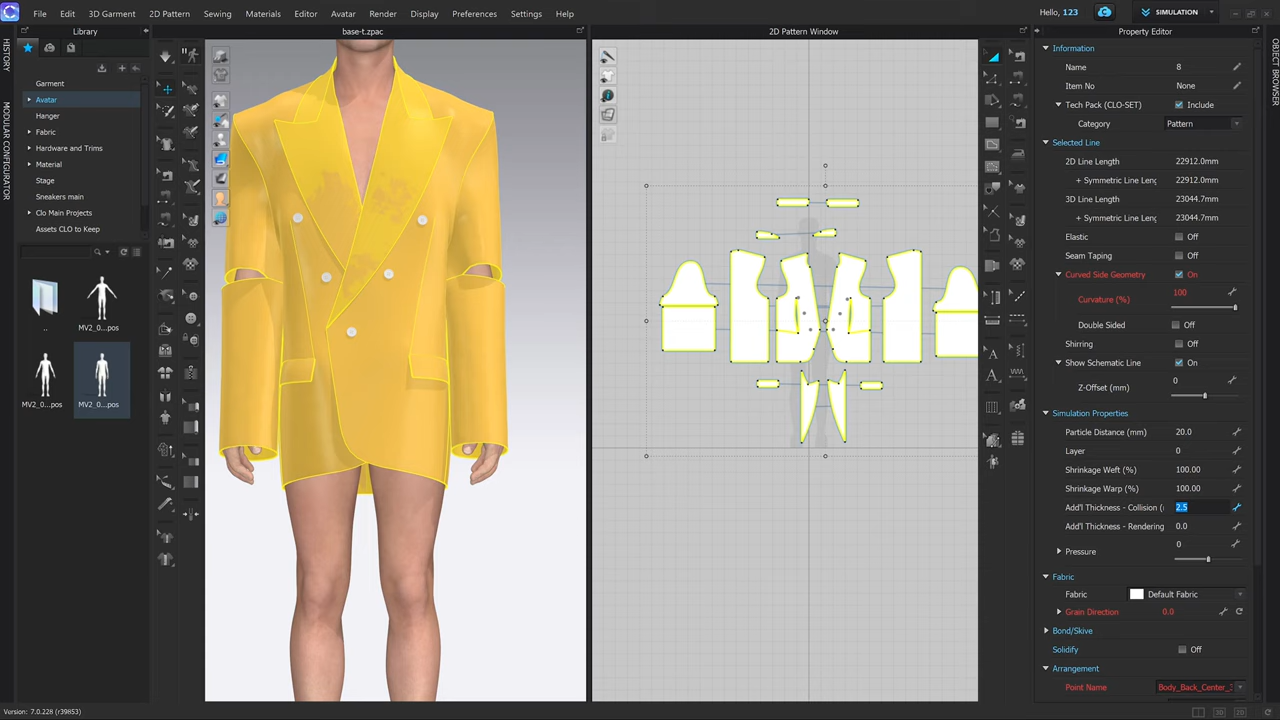 File
Edit
3D Garment
2D Pattern
Sewing
Materials
Editor
Avatar
Render
Display
Preferences
Settings
Help
Hello, 123
SIMULATION
Library
base-t.zpac
2D Pattern Window
Property Editor
HISTORY
MODULAR CONFIGURATOR
OBJECT BROWSER
Garment
Avatar
Hanger
Fabric
Hardware and Trims
Material
Stage
Sneakers main
Clo Main Projects
Assets CLO to Keep
..
MV2_0...pos
MV2_0...pos
MV2_0...pos
Information
Name 8
Item No None
Tech Pack (CLO-SET) Include
Category Pattern
Selected Line
2D Line Length 22912.0mm
+ Symmetric Line Leng 22912.0mm
3D Line Length 23044.7mm
+ Symmetric Line Leng 23044.7mm
Elastic Off
Seam Taping Off
Curved Side Geometry On
Curvature (%) 100
Double Sided Off
Shirring Off
Show Schematic Line On
Z-Offset (mm) 0
Simulation Properties
Particle Distance (mm) 20.0
Layer 0
Shrinkage Weft (%) 100.00
Shrinkage Warp (%) 100.00
Add'l Thickness - Collision ( 2.5
Add'l Thickness - Rendering 0.0
Pressure 0
Fabric
Fabric Default Fabric
Grain Direction 0.0
Bond/Skive
Solidify Off
Arrangement
Point Name Body_Back_Center_
Version: 7.0.228 (r39853)
3D
2D